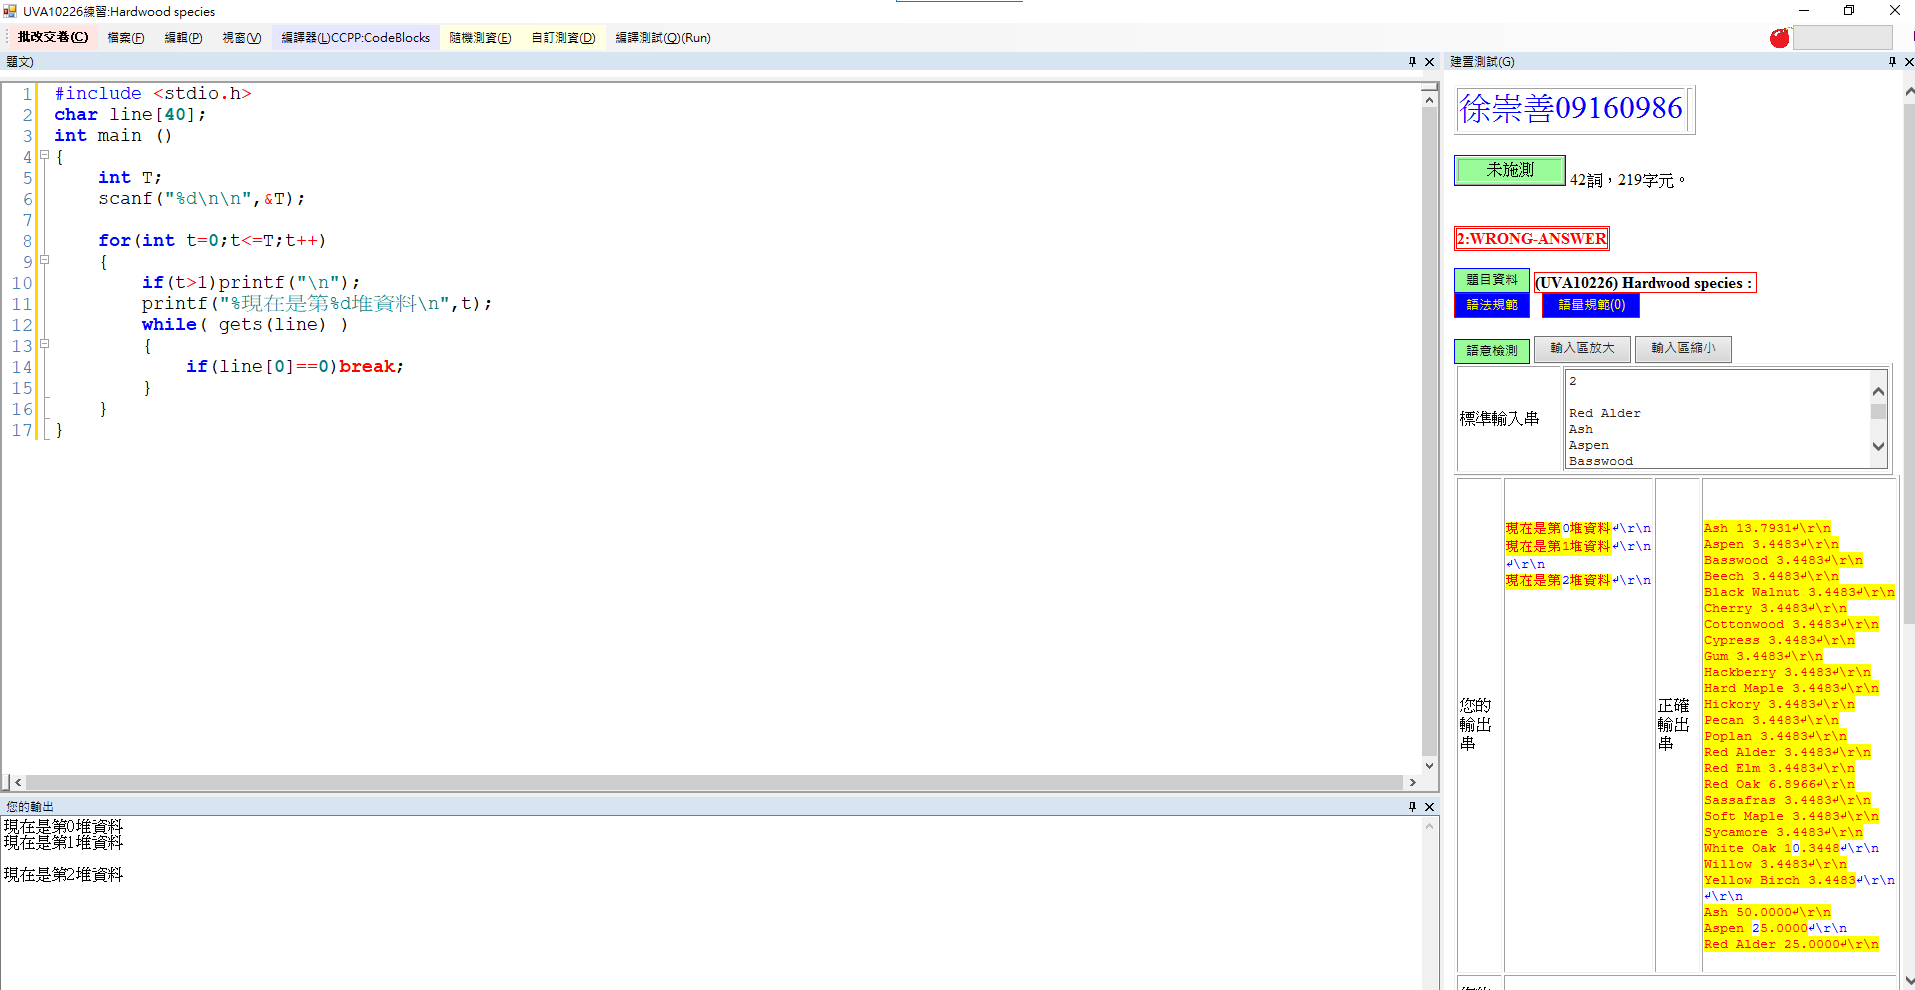 UVA10226練習:Hardwood species
批改交卷(C) 檔案(F) 編輯(P) 視窗(V) 編譯器(L)CCPP:CodeBlocks 隨機測資(E) 自訂測資(D) 編譯測試(Q)(Run)
題文)
1 #include <stdio.h>
2 char line[40];
3 int main ()
4 {
5 int T;
6 scanf("%d\n\n",&T);
7
8 for(int t=0;t<=T;t++)
9 {
10 if(t>1)printf("\n");
11 printf("%現在是第%d堆資料\n",t);
12 while( gets(line) )
13 {
14 if(line[0]==0)break;
15 }
16 }
17 }
您的輸出
現在是第0堆資料
現在是第1堆資料
現在是第2堆資料
建置測試(G)
徐崇善09160986
未施測 42詞，219字元。
2:WRONG-ANSWER
題目資料 (UVA10226) Hardwood species :
語法規範 語量規範(0)
語意檢測 輸入區放大 輸入區縮小
標準輸入串
2
Red Alder
Ash
Aspen
Basswood
您的
輸出
串
現在是第0堆資料↲\r\n
現在是第1堆資料↲\r\n
↲\r\n
現在是第2堆資料↲\r\n
正確
輸出
串
Ash 13.7931↲\r\n
Aspen 3.4483↲\r\n
Basswood 3.4483↲\r\n
Beech 3.4483↲\r\n
Black Walnut 3.4483↲\r\n
Cherry 3.4483↲\r\n
Cottonwood 3.4483↲\r\n
Cypress 3.4483↲\r\n
Gum 3.4483↲\r\n
Hackberry 3.4483↲\r\n
Hard Maple 3.4483↲\r\n
Hickory 3.4483↲\r\n
Pecan 3.4483↲\r\n
Poplan 3.4483↲\r\n
Red Alder 3.4483↲\r\n
Red Elm 3.4483↲\r\n
Red Oak 6.8966↲\r\n
Sassafras 3.4483↲\r\n
Soft Maple 3.4483↲\r\n
Sycamore 3.4483↲\r\n
White Oak 10.3448↲\r\n
Willow 3.4483↲\r\n
Yellow Birch 3.4483↲\r\n
↲\r\n
Ash 50.0000↲\r\n
Aspen 25.0000↲\r\n
Red Alder 25.0000↲\r\n